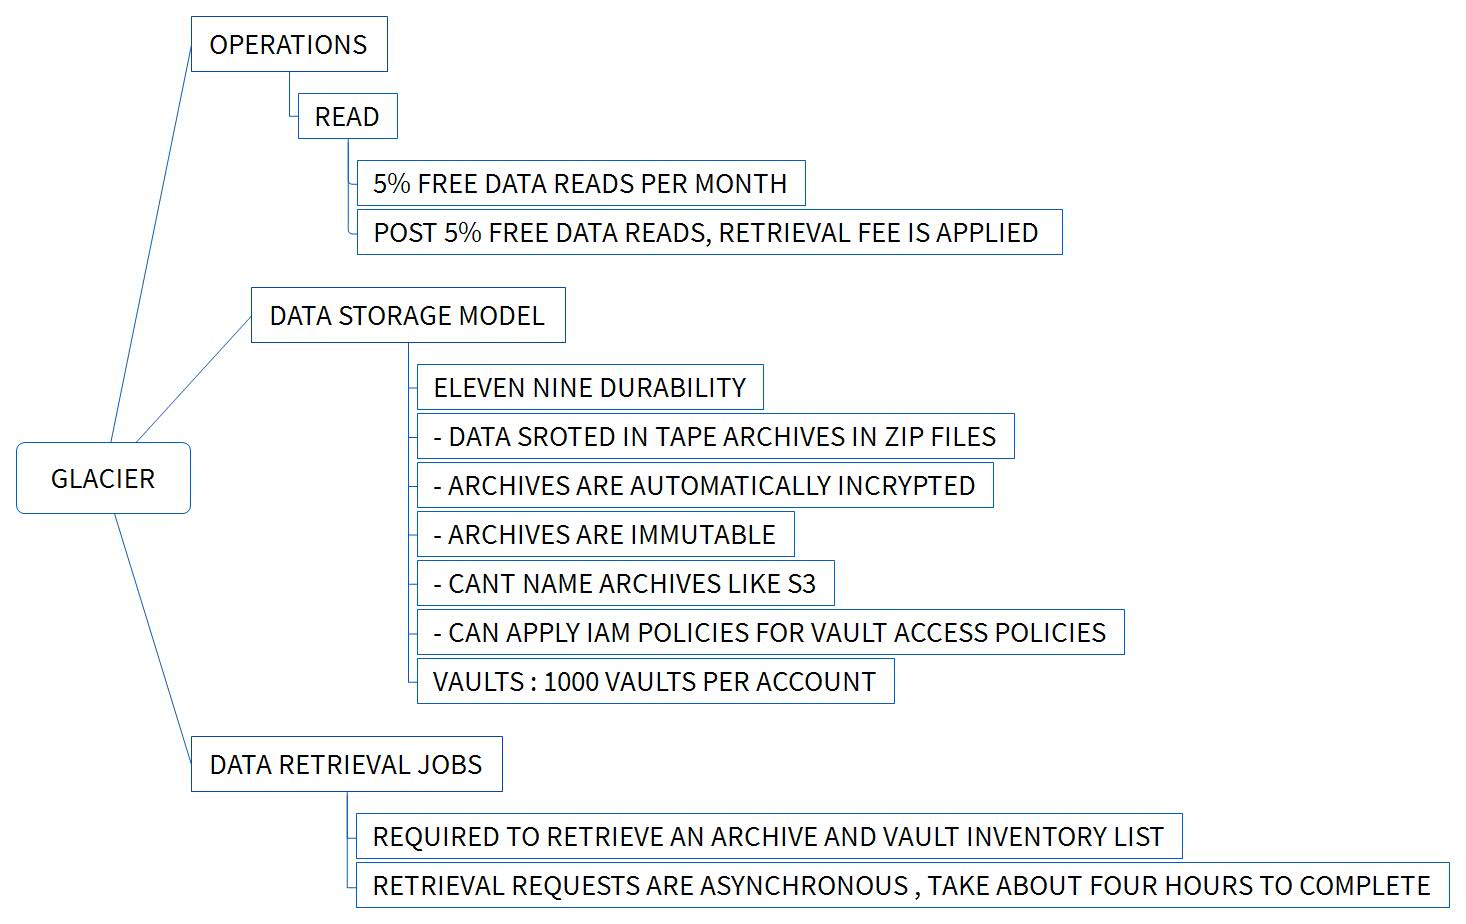 OPERATIONS
READ
5% FREE DATA READS PER MONTH
POST 5% FREE DATA READS, RETRIEVAL FEE IS APPLIED
DATA STORAGE MODEL
ELEVEN NINE DURABILITY
- DATA SROTED IN TAPE ARCHIVES IN ZIP FILES
- ARCHIVES ARE AUTOMATICALLY INCRYPTED
- ARCHIVES ARE IMMUTABLE
GLACIER
- CANT NAME ARCHIVES LIKE S3
- CAN APPLY IAM POLICIES FOR VAULT ACCESS POLICIES
VAULTS : 1000 VAULTS PER ACCOUNT
DATA RETRIEVAL JOBS
REQUIRED TO RETRIEVE AN ARCHIVE AND VAULT INVENTORY LIST
RETRIEVAL REQUESTS ARE ASYNCHRONOUS , TAKE ABOUT FOUR HOURS TO COMPLETE